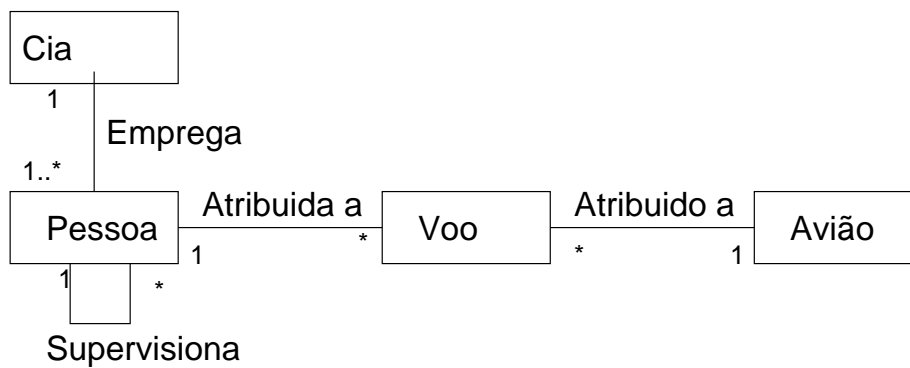 Cia
1
Emprega
1..*
Pessoa
Atribuida a
1
*
Voo
Atribuido a
*
1
Avião
1
*
Supervisiona